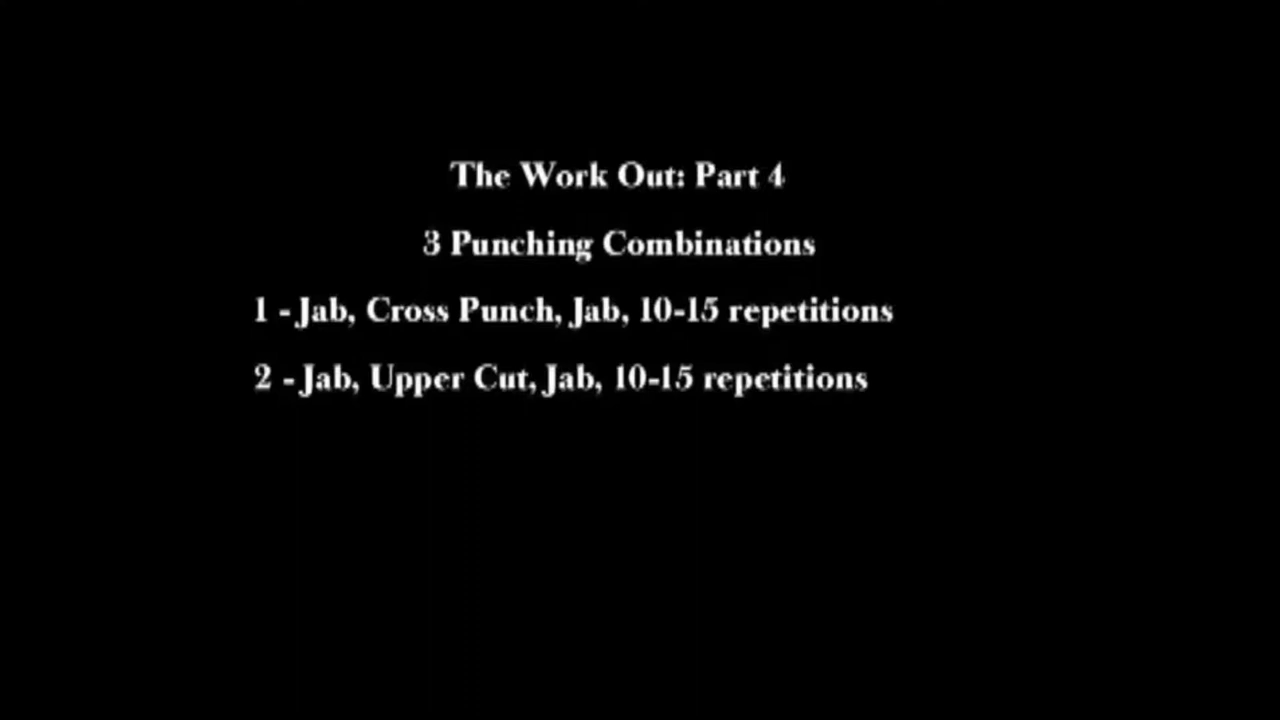 The Work Out: Part 4
3 Punching Combinations
1 - Jab, Cross Punch, Jab, 10-15 repetitions
2 - Jab, Upper Cut, Jab, 10-15 repetitions